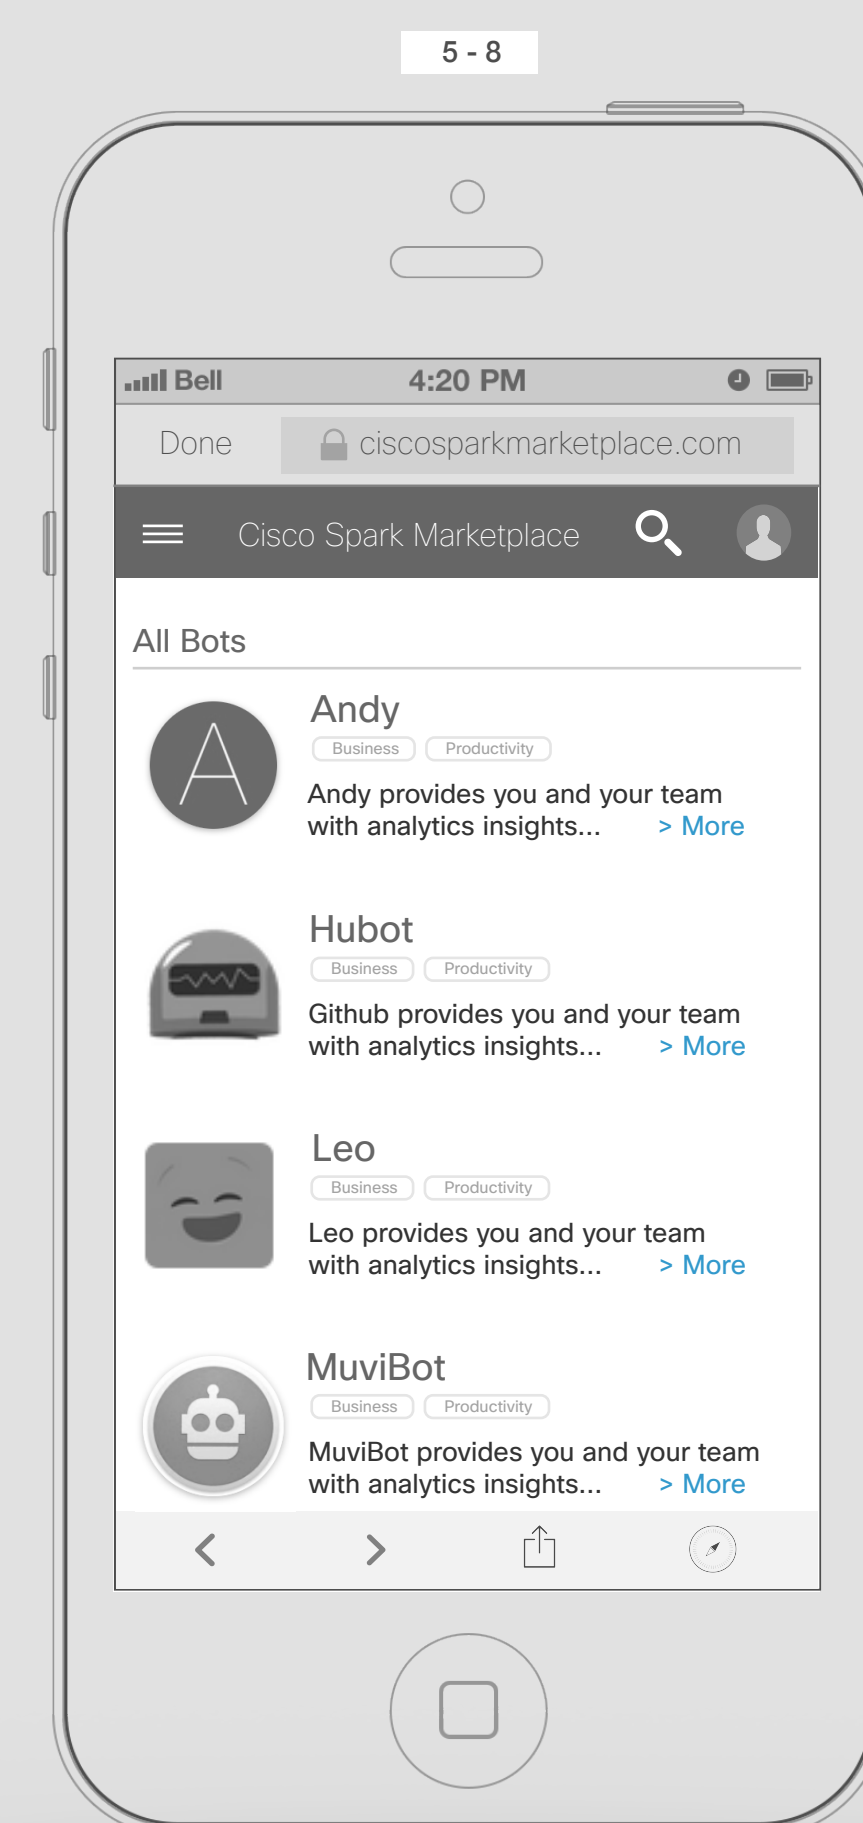 5 - 8
Bell 4:20 PM
Done ciscosparkmarketplace.com
Cisco Spark Marketplace
All Bots
A
Andy
Business Productivity
Andy provides you and your team
with analytics insights... > More
Hubot
Business Productivity
Github provides you and your team
with analytics insights... > More
Leo
Business Productivity
Leo provides you and your team
with analytics insights... > More
MuviBot
Business Productivity
MuviBot provides you and your team
with analytics insights... > More